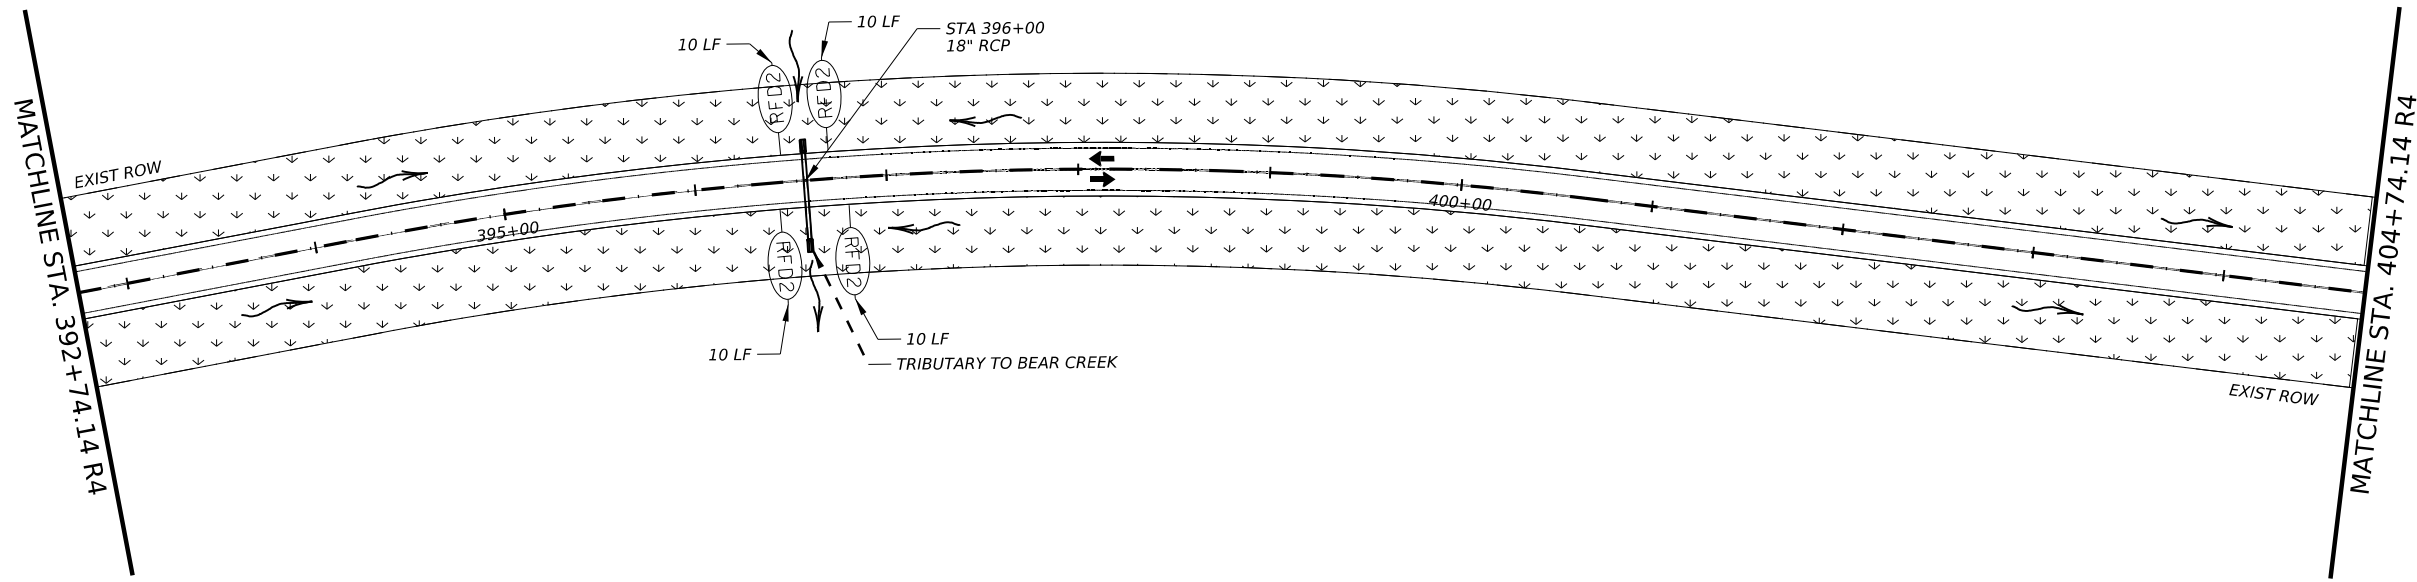 10 LF
10 LF
STA 396+00
18" RCP
RFD2
RFD2
MATCHLINE STA. 392+74.14 R4
MATCHLINE STA. 404+74.14 R4
EXIST ROW
395+00
400+00
RFD2
RFD2
10 LF
10 LF
TRIBUTARY TO BEAR CREEK
EXIST ROW